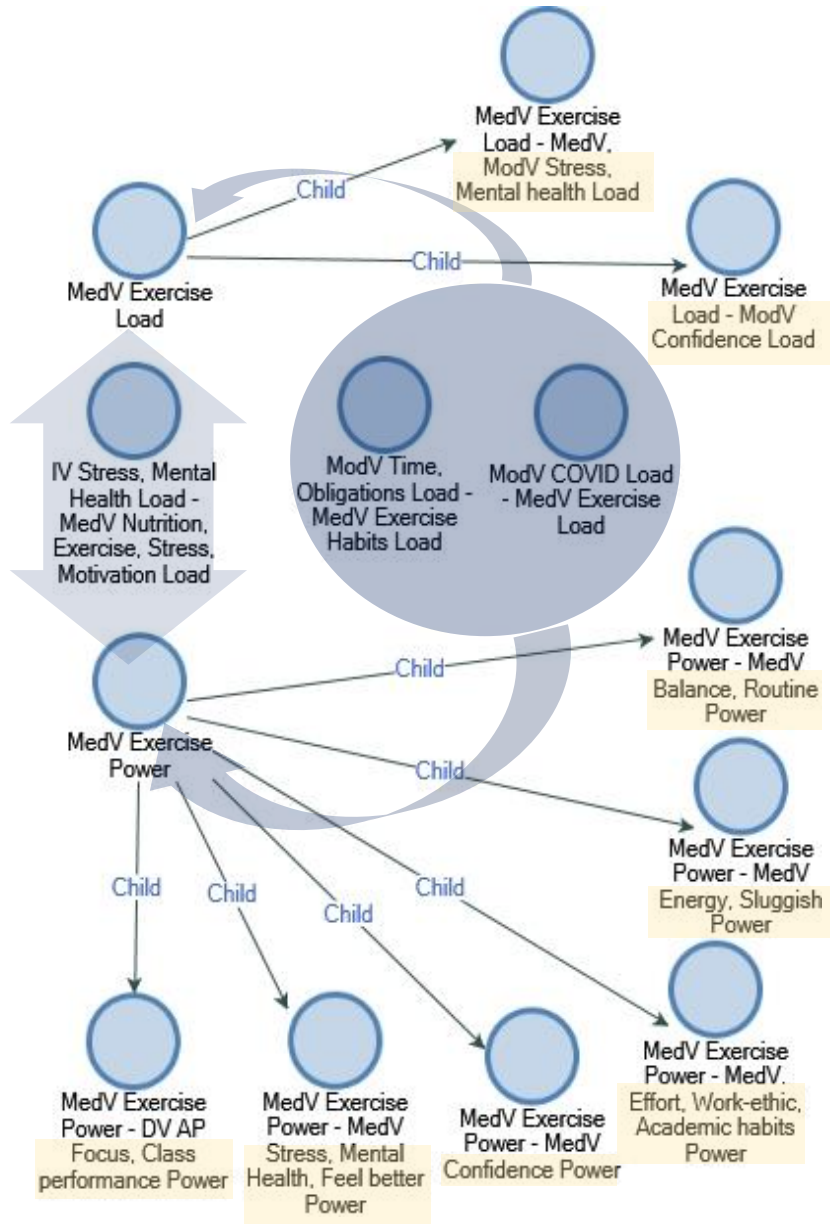 MedV Exercise
Load - MedV,
ModV Stress,
Mental health Load
Child
Child
MedV Exercise
Load
MedV Exercise
Load - ModV
Confidence Load
IV Stress, Mental
Health Load -
MedV Nutrition,
Exercise, Stress,
Motivation Load
ModV Time,
Obligations Load -
MedV Exercise
Habits Load
ModV COVID Load
- MedV Exercise
Load
MedV Exercise
Power - MedV
Balance, Routine
Power
Child
MedV Exercise
Power
Child
MedV Exercise
Power - MedV
Energy, Sluggish
Power
Child
Child
Child
Child
MedV Exercise
Power - MedV.
Effort, Work-ethic,
Academic habits
Power
MedV Exercise
Power - DV AP
Focus, Class
performance Power
MedV Exercise
Power - MedV
Stress, Mental
Health, Feel better
Power
MedV Exercise
Power - MedV
Confidence Power